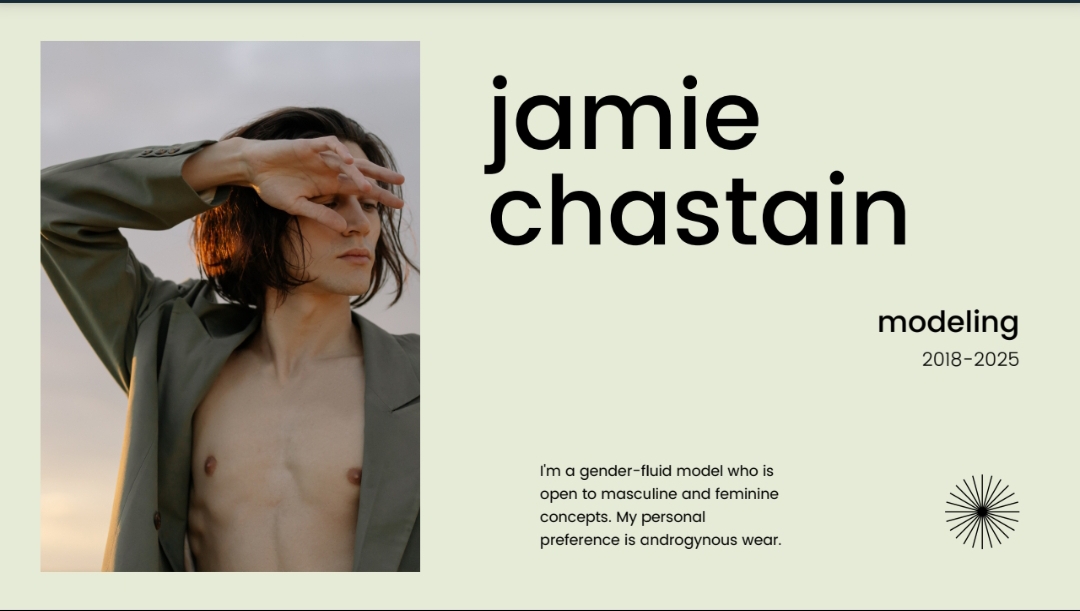 jamie
chastain
modeling
2018-2025
I'm a gender-fluid model who is
open to masculine and feminine
concepts. My personal
preference is androgynous wear.